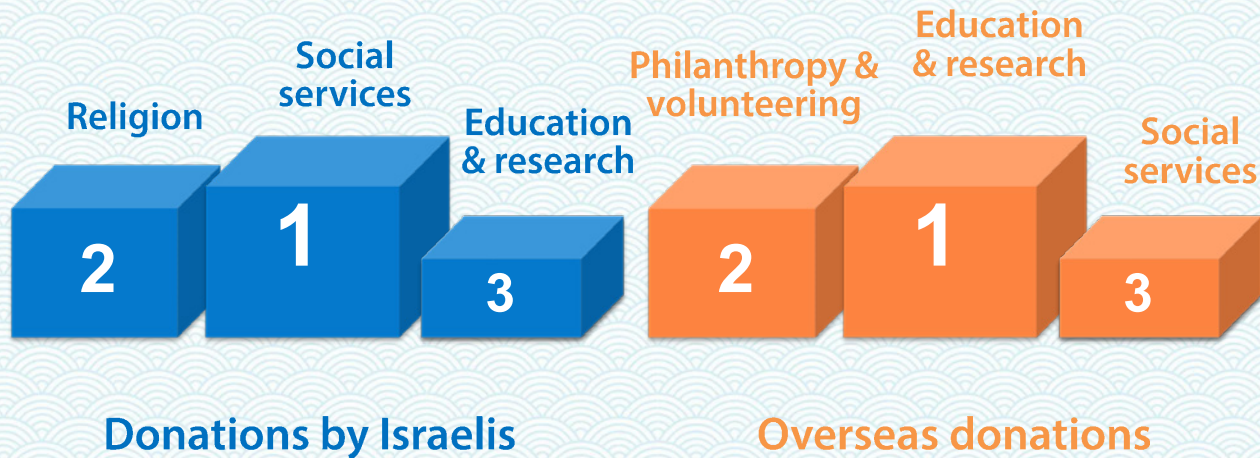 Religion
Social
services
Education
& research
2
1
3
Donations by Israelis
Philanthropy &
volunteering
Education
& research
Social
services
2
1
3
Overseas donations